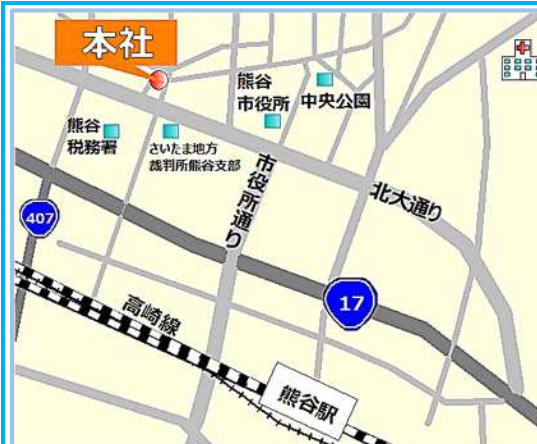 本社
熊谷
市役所
中央公園
熊谷
税務署
さいたま地方
裁判所熊谷支部
市役所通り
北大通り
407
17
高崎線
熊谷駅